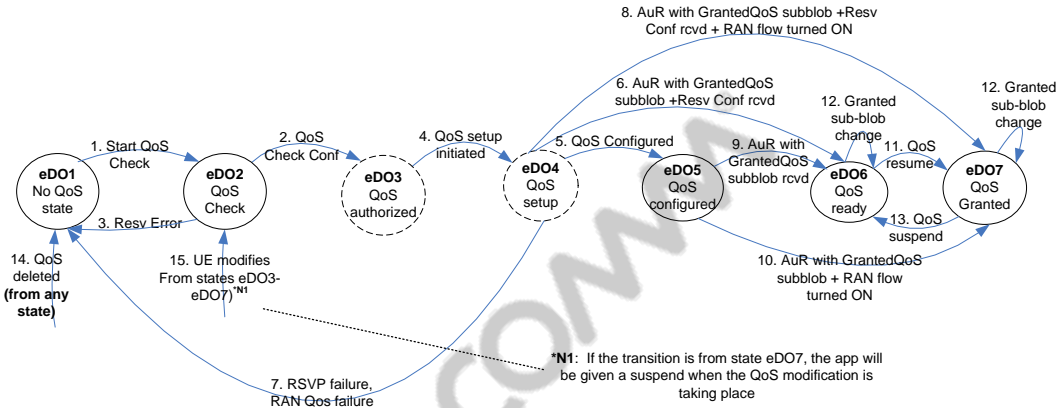 8. AuR with GrantedQoS subblob +Resv
Conf rcvd + RAN flow turned ON
6. AuR with GrantedQoS
subblob +Resv Conf rcvd
12. Granted
sub-blob
change
12. Granted
sub-blob
change
1. Start QoS
Check
2. QoS
Check Conf
4. QoS setup
initiated
5. QoS Configured
9. AuR with
GrantedQoS
subblob rcvd
11. QoS
resume
eDO1
No QoS
state
eDO2
QoS
Check
eDO3
QoS
authorized
eDO4
QoS
setup
eDO5
QoS
configured
eDO6
QoS
ready
eDO7
QoS
Granted
3. Resv Error
13. QoS
suspend
14. QoS
deleted
(from any
state)
15. UE modifies
From states eDO3-
eDO7)*N1
10. AuR with GrantedQoS
subblob + RAN flow
turned ON
*N1: If the transition is from state eDO7, the app will
be given a suspend when the QoS modification is
taking place
7. RSVP failure,
RAN Qos failure
COMM